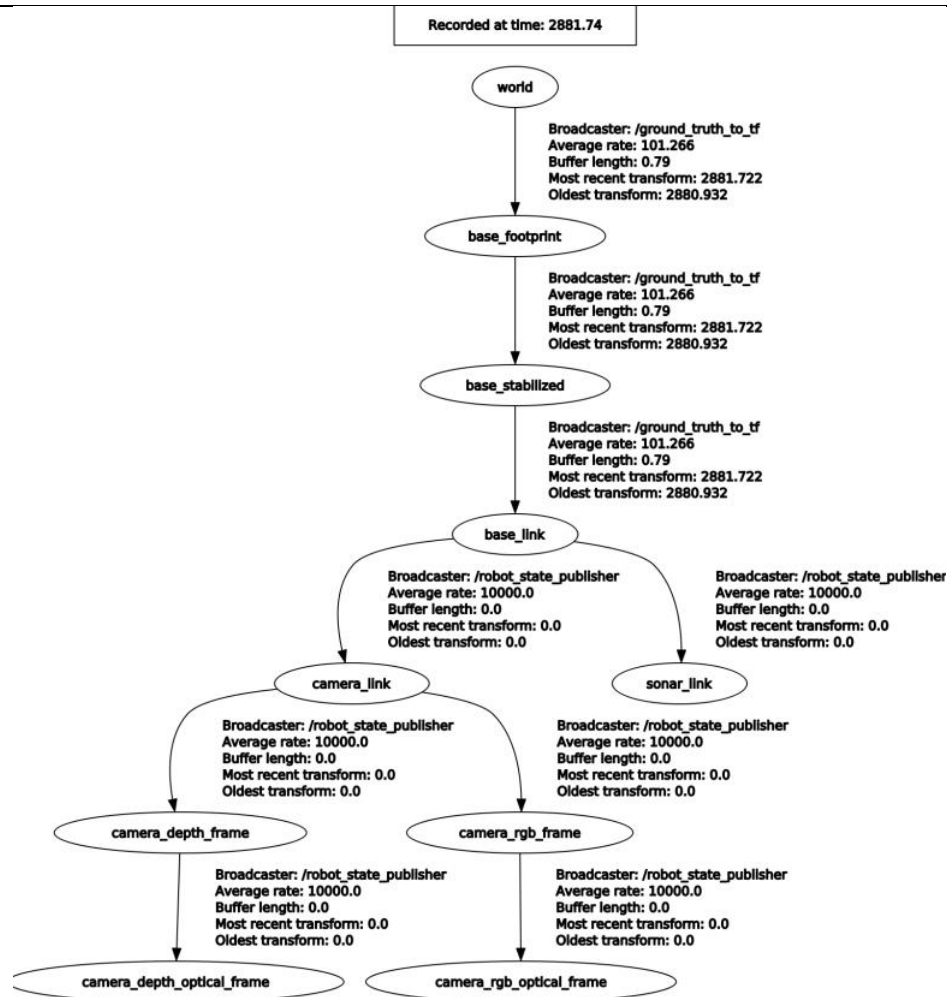 Recorded at time: 2881.74
world
Broadcaster: /ground_truth_to_tf
Average rate: 101.266
Buffer length: 0.79
Most recent transform: 2881.722
Oldest transform: 2880.932
base_footprint
Broadcaster: /ground_truth_to_tf
Average rate: 101.266
Buffer length: 0.79
Most recent transform: 2881.722
Oldest transform: 2880.932
base_stabilized
Broadcaster: /ground_truth_to_tf
Average rate: 101.266
Buffer length: 0.79
Most recent transform: 2881.722
Oldest transform: 2880.932
base_link
Broadcaster: /robot_state_publisher
Average rate: 10000.0
Buffer length: 0.0
Most recent transform: 0.0
Oldest transform: 0.0
Broadcaster: /robot_state_publisher
Average rate: 10000.0
Buffer length: 0.0
Most recent transform: 0.0
Oldest transform: 0.0
camera_link
sonar_link
Broadcaster: /robot_state_publisher
Average rate: 10000.0
Buffer length: 0.0
Most recent transform: 0.0
Oldest transform: 0.0
Broadcaster: /robot_state_publisher
Average rate: 10000.0
Buffer length: 0.0
Most recent transform: 0.0
Oldest transform: 0.0
camera_depth_frame
camera_rgb_frame
Broadcaster: /robot_state_publisher
Average rate: 10000.0
Buffer length: 0.0
Most recent transform: 0.0
Oldest transform: 0.0
Broadcaster: /robot_state_publisher
Average rate: 10000.0
Buffer length: 0.0
Most recent transform: 0.0
Oldest transform: 0.0
camera_depth_optical_frame
camera_rgb_optical_frame